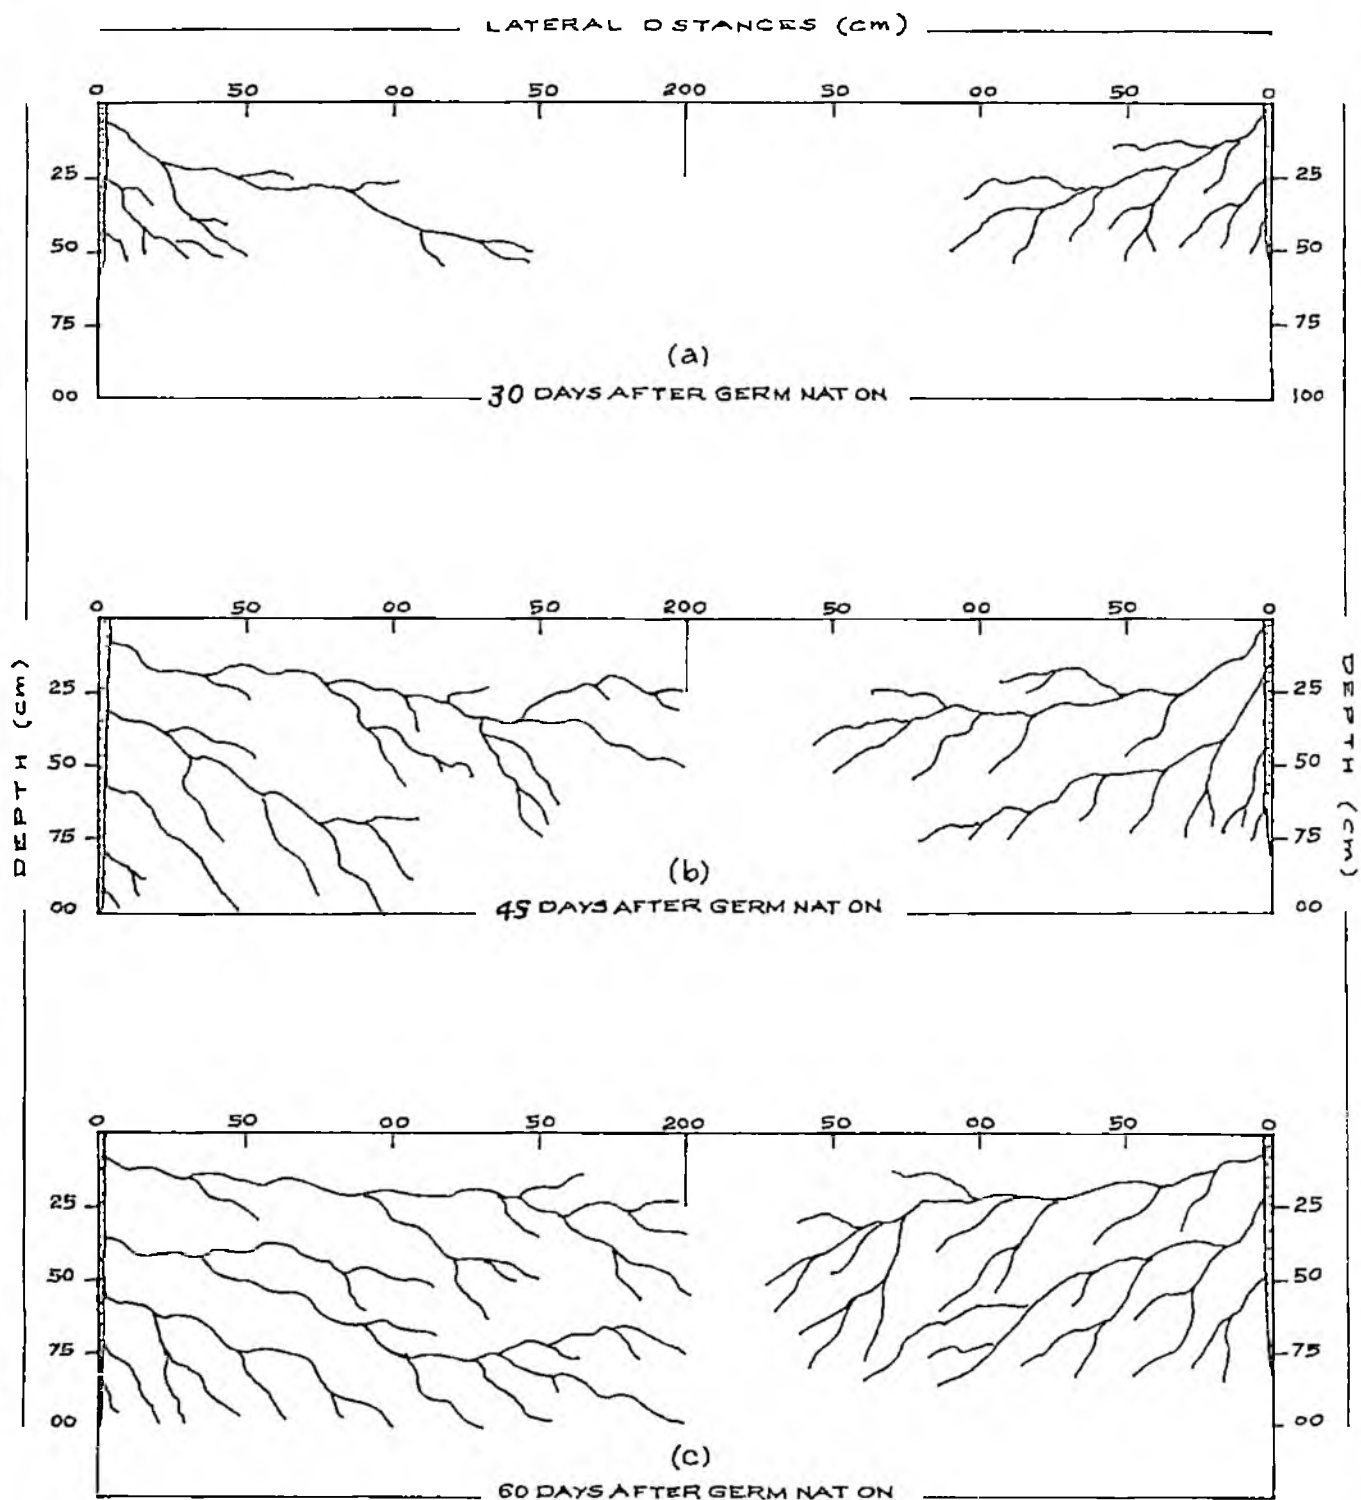 LATERAL D STANCES (cm)
0 50 00 50 200 50 00 50 0
25 25
50 50
75 75
(a)
00 100
30 DAYS AFTER GERM NAT ON
0 50 00 50 200 50 00 50 0
25 25
50 50
75 75
(b)
00 00
45 DAYS AFTER GERM NAT ON
DEPTH (cm)
DEPTH (cm)
0 50 00 50 200 50 00 50 0
25 25
50 50
75 75
00 00
(c)
60 DAYS AFTER GERM NAT ON